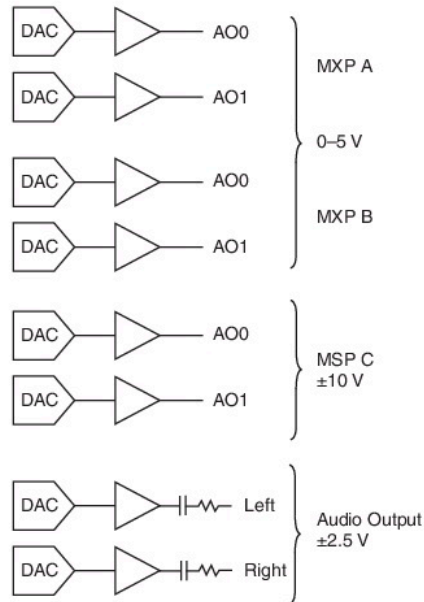 DAC AO0
DAC AO1
MXP A
0–5 V
DAC AO0
DAC AO1
MXP B
DAC AO0
DAC AO1
MSP C
±10 V
DAC Left
DAC Right
Audio Output
±2.5 V